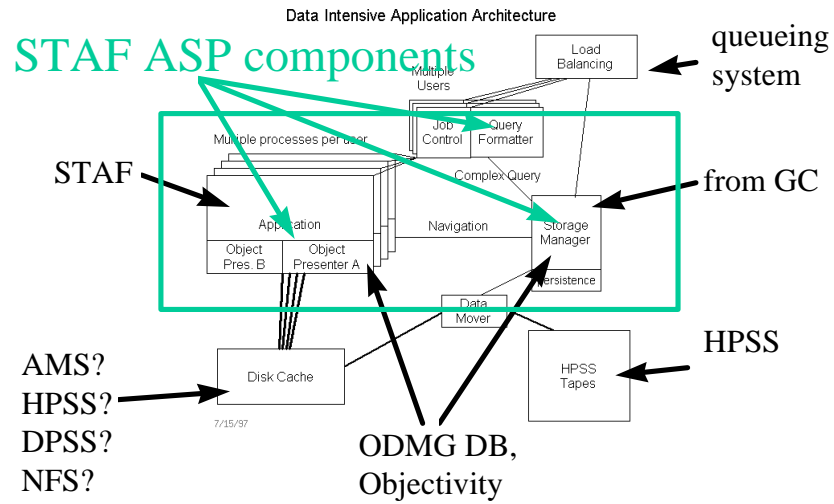 Data Intensive Application Architecture
STAF ASP components
Multiple
Users
Load
Balancing
queueing
system
Job
Control
Query
Formatter
Multiple processes per user
STAF
Complex Query
from GC
Application
Navigation
Storage
Manager
Object
Pres. B
Object
Presenter A
Persistence
Data
Mover
HPSS
AMS?
HPSS?
DPSS?
NFS?
Disk Cache
HPSS
Tapes
7/15/97
ODMG DB,
Objectivity